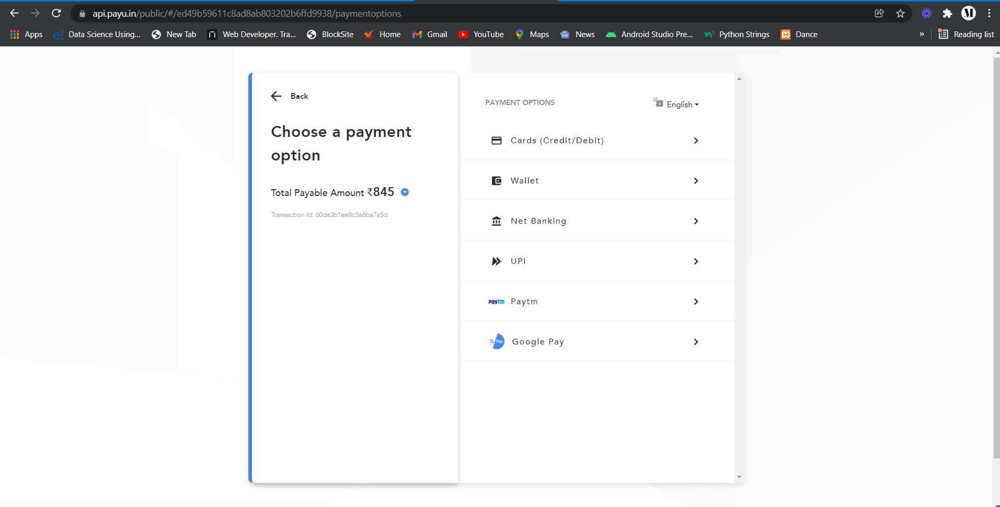 api.payu.in/public/#/ed49b59611c8ad8ab803202b6ffd9938/paymentoptions
Apps e! Data Science Using... New Tab Web Developer. Tra... BlockSite Home Gmail YouTube Maps News Android Studio Pre... Python Strings Dance » Reading list
Back
Choose a payment
option
Total Payable Amount ₹845
Transaction Id: 60da3b1ee8c5a6ba7a5d
PAYMENT OPTIONS
English
Cards (Credit/Debit)
Wallet
Net Banking
UPI
paytm Paytm
G Pay Google Pay